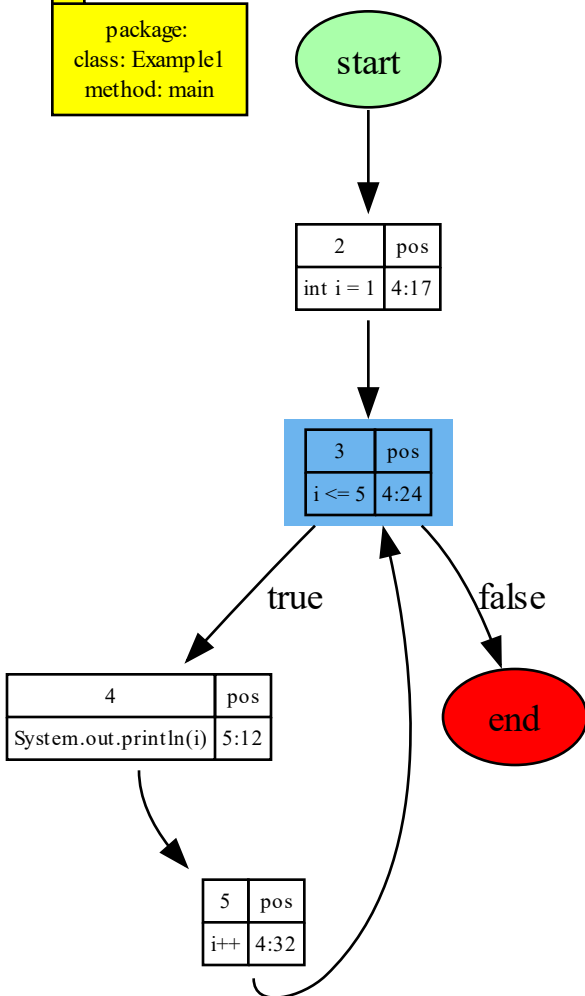 package:
class: Example1
method: main
start
2 pos
int i = 1 4:17
3 pos
i <= 5 4:24
true
false
4 pos
System.out.println(i) 5:12
end
5 pos
i++ 4:32